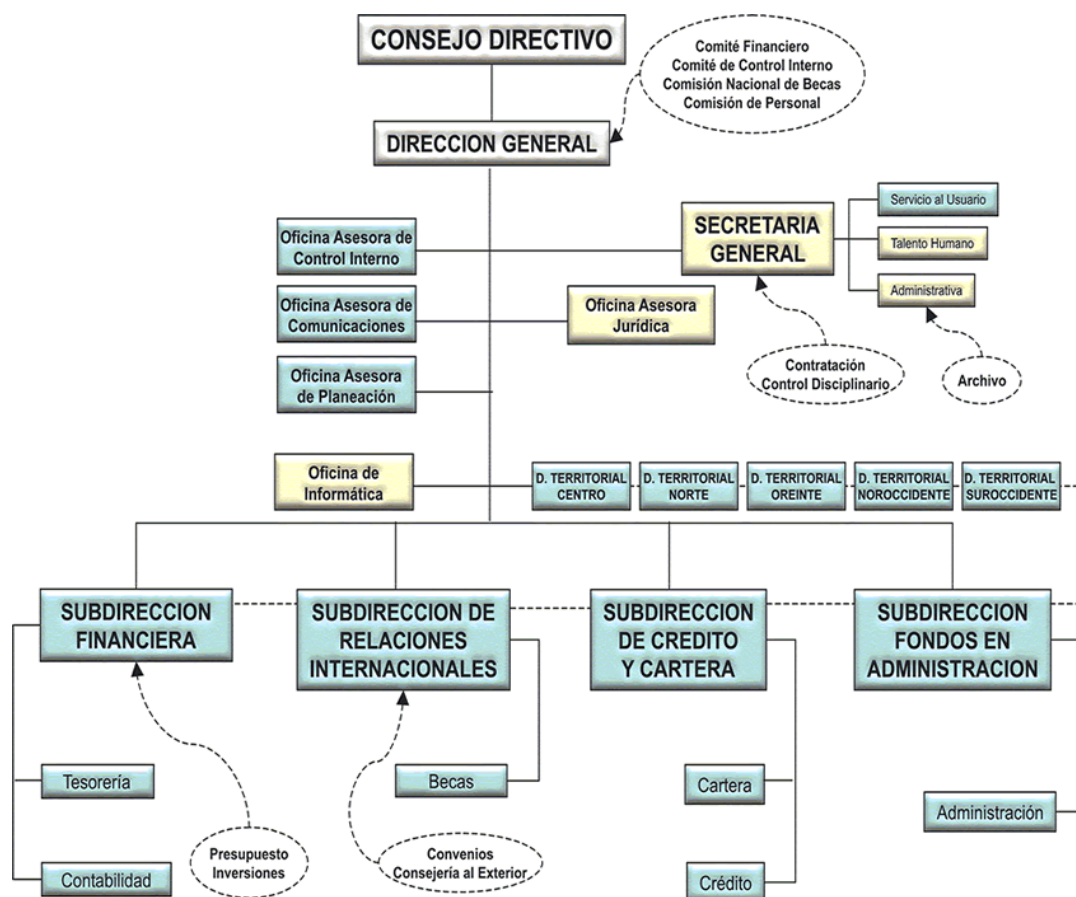 CONSEJO DIRECTIVO
Comité Financiero
Comité de Control Interno
Comisión Nacional de Becas
Comisión de Personal
DIRECCION GENERAL
Oficina Asesora de
Control Interno
SECRETARIA
GENERAL
Servicio al Usuario
Talento Humano
Administrativa
Oficina Asesora de
Comunicaciones
Oficina Asesora
Jurídica
Contratación
Control Disciplinario
Archivo
Oficina Asesora
de Planeación
Oficina de
Informática
D. TERRITORIAL
CENTRO
D. TERRITORIAL
NORTE
D. TERRITORIAL
OREINTE
D. TERRITORIAL
NOROCCIDENTE
D. TERRITORIAL
SUROCCIDENTE
SUBDIRECCION
FINANCIERA
SUBDIRECCION DE
RELACIONES
INTERNACIONALES
SUBDIRECCION
DE CREDITO
Y CARTERA
SUBDIRECCION
FONDOS EN
ADMINISTRACION
Tesorería
Becas
Cartera
Administración
Presupuesto
Inversiones
Convenios
Consejería al Exterior
Contabilidad
Crédito